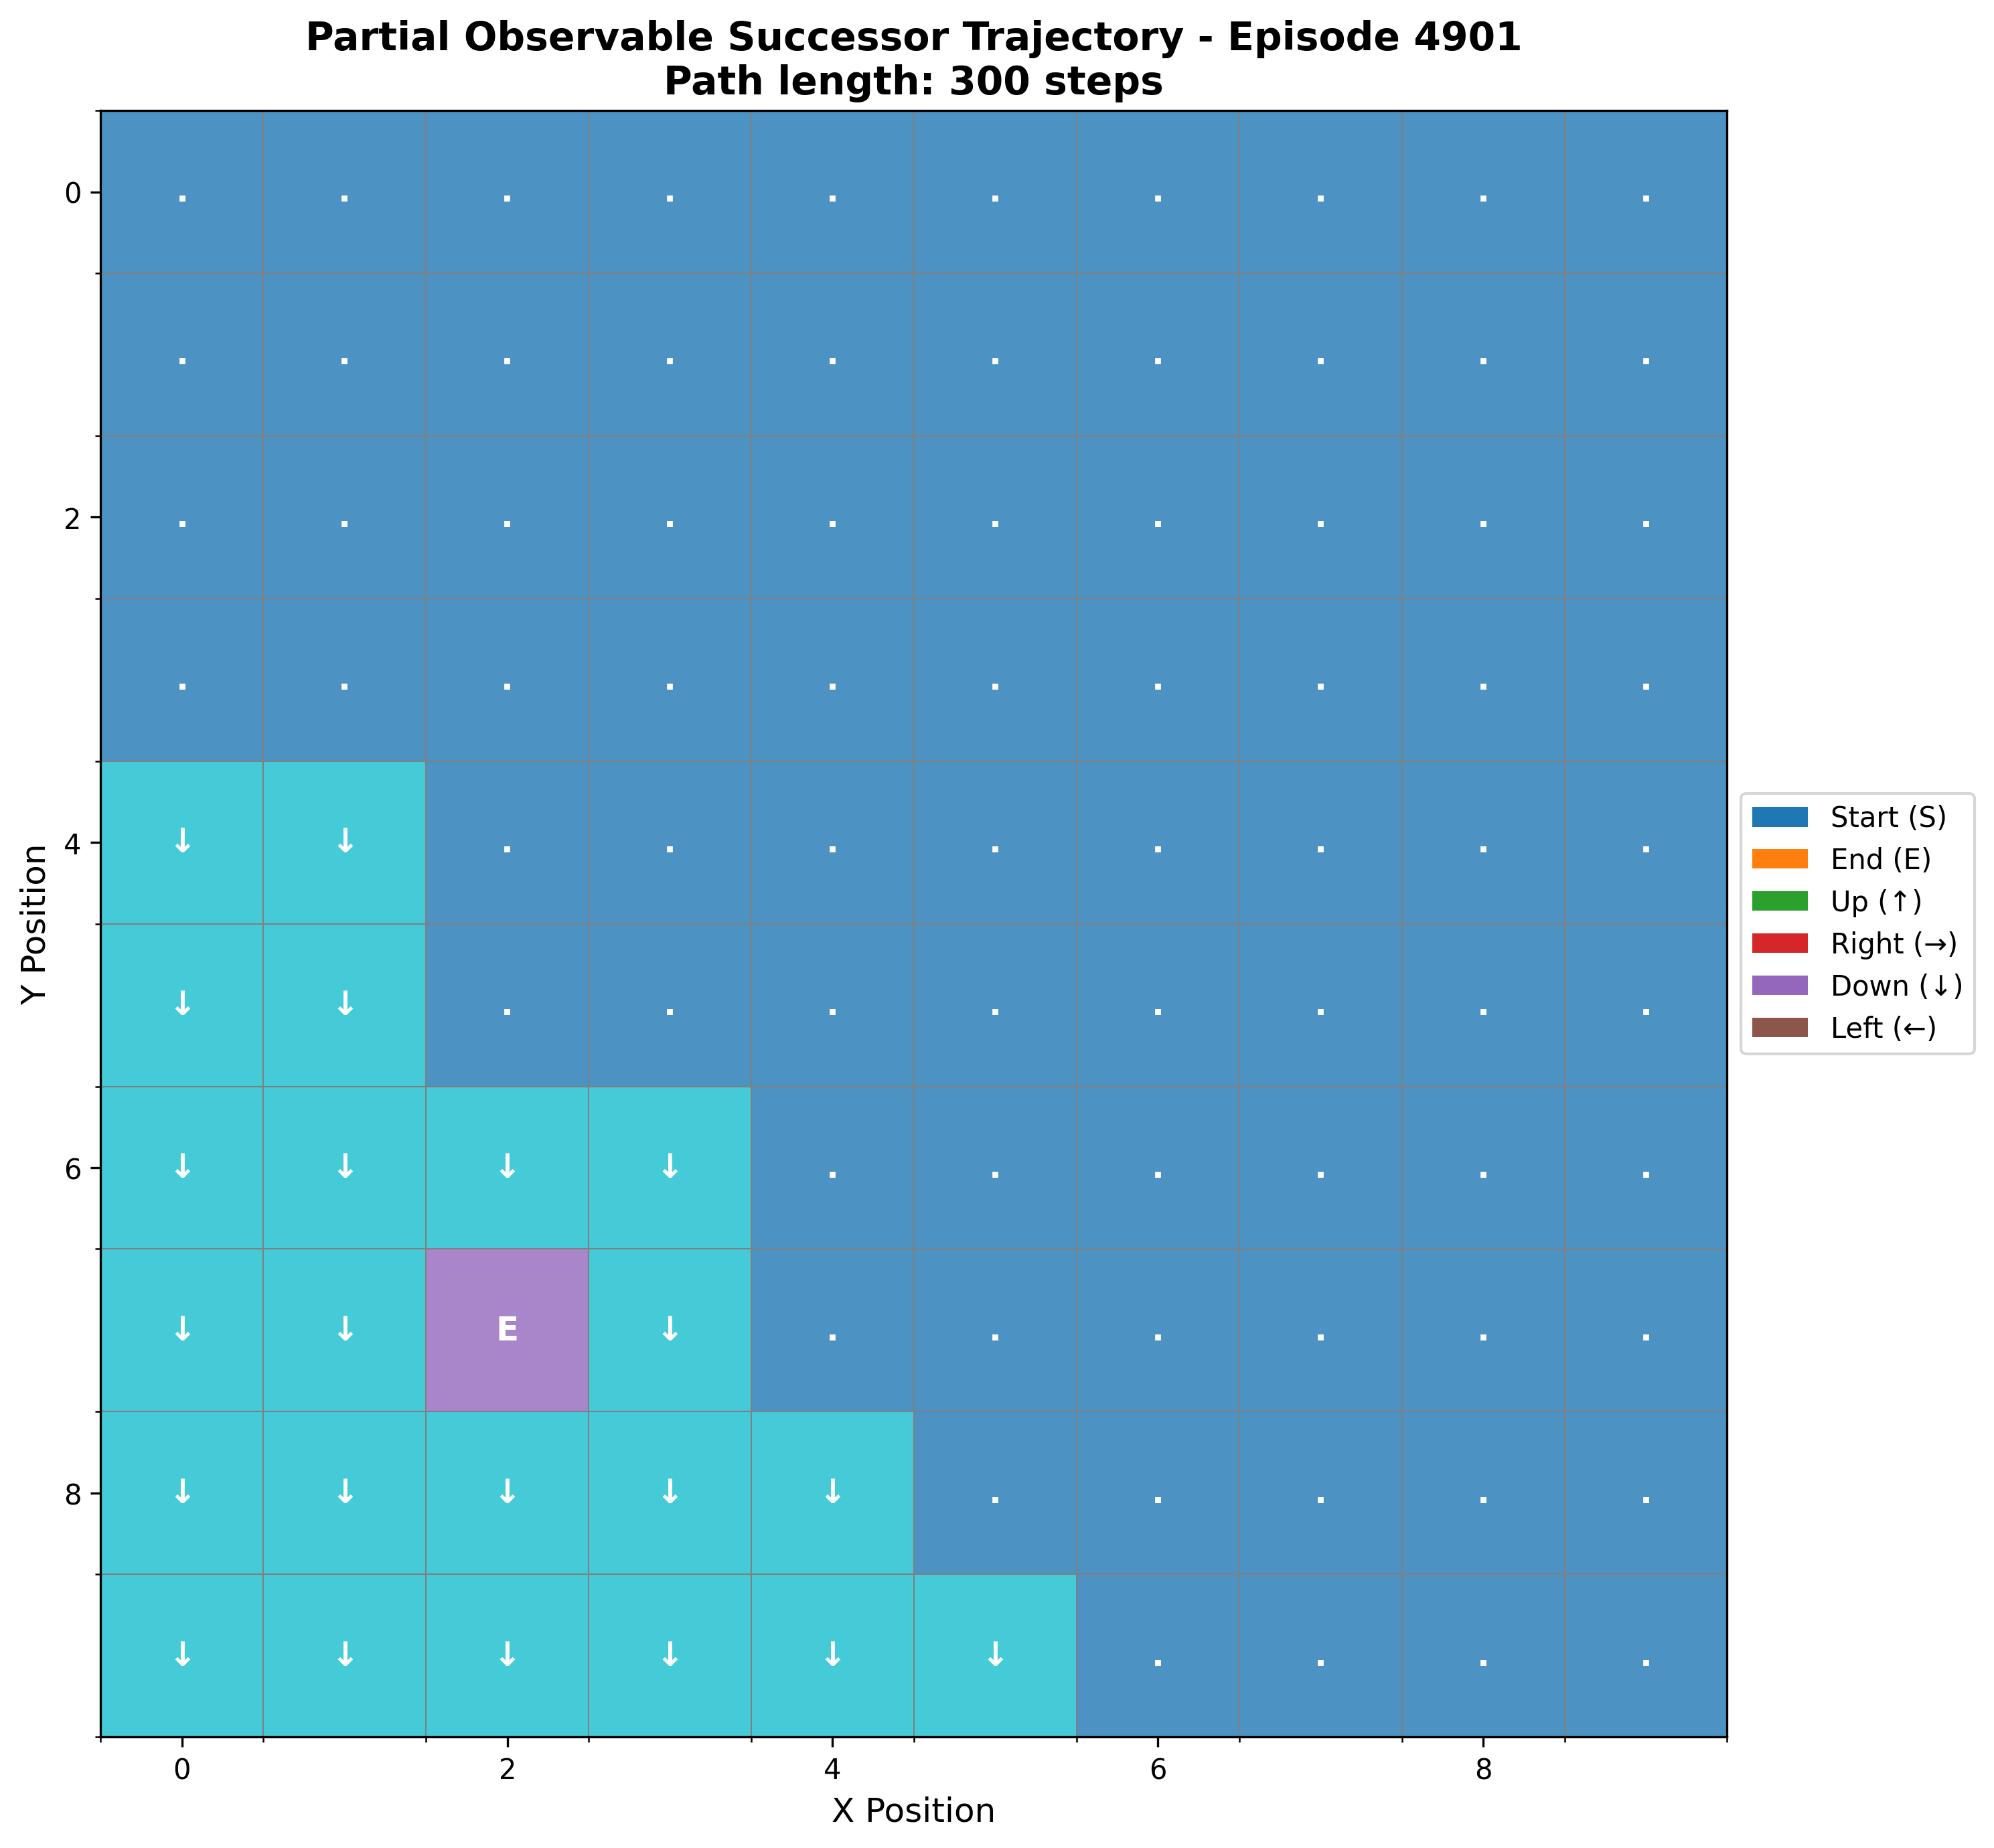 Partial Observable Successor Trajectory - Episode 4901
Path length: 300 steps
0 . . . . . . . . . .
. . . . . . . . . .
2 . . . . . . . . . .
. . . . . . . . . .
4 ↓ ↓ . . . . . . . .
↓ ↓ . . . . . . . .
6 ↓ ↓ ↓ ↓ . . . . . .
↓ ↓ E ↓ . . . . . .
8 ↓ ↓ ↓ ↓ ↓ . . . . .
↓ ↓ ↓ ↓ ↓ ↓ . . . .
0 2 4 6 8
X Position
Y Position
Start (S)
End (E)
Up (↑)
Right (→)
Down (↓)
Left (←)